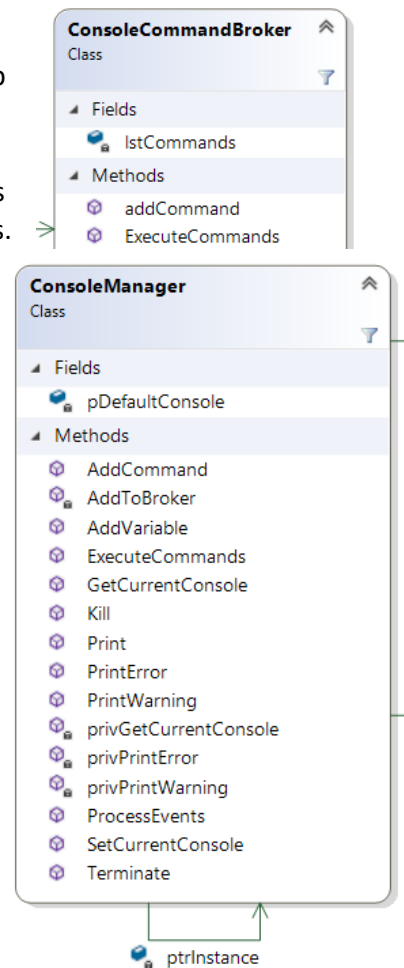 ConsoleCommandBroker
Class
Fields
lstCommands
Methods
addCommand
s.
ExecuteCommands
ConsoleManager
Class
Fields
pDefaultConsole
Methods
AddCommand
AddToBroker
AddVariable
ExecuteCommands
GetCurrentConsole
Kill
Print
PrintError
PrintWarning
privGetCurrentConsole
privPrintError
privPrintWarning
ProcessEvents
SetCurrentConsole
Terminate
ptrInstance